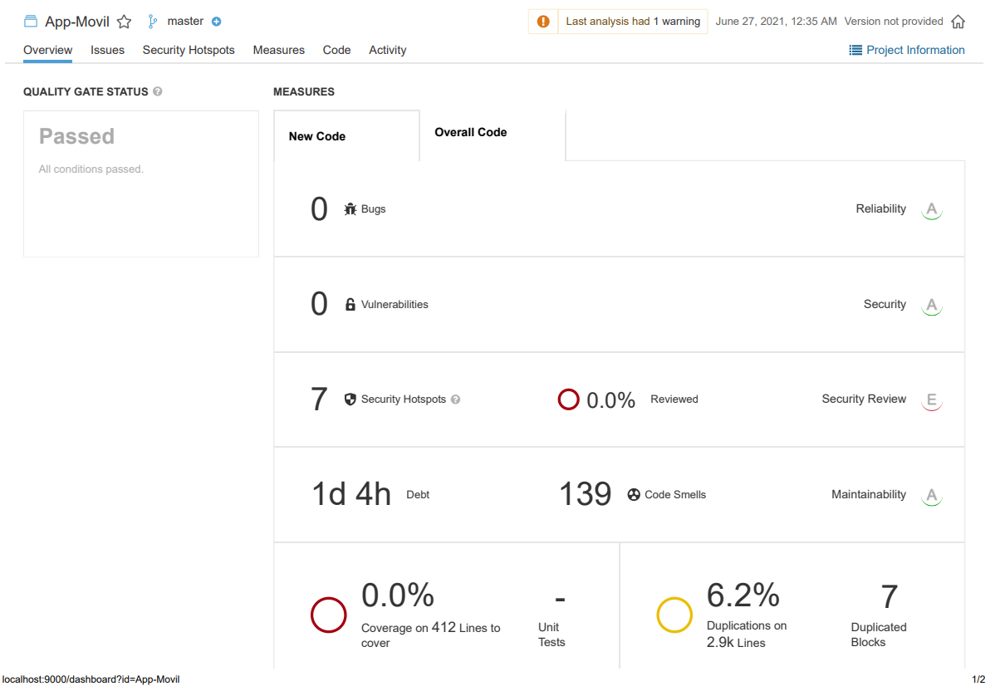 App-Movil master Last analysis had 1 warning June 27, 2021, 12:35 AM Version not provided
Overview Issues Security Hotspots Measures Code Activity Project Information
QUALITY GATE STATUS ?
MEASURES
Passed
All conditions passed.
New Code
Overall Code
0 Bugs Reliability A
0 Vulnerabilities Security A
7 Security Hotspots ? 0.0% Reviewed Security Review E
1d 4h Debt 139 Code Smells Maintainability A
0.0%
Coverage on 412 Lines to
cover
-
Unit
Tests
6.2%
Duplications on
2.9k Lines
7
Duplicated
Blocks
localhost:9000/dashboard?id=App-Movil 1/2